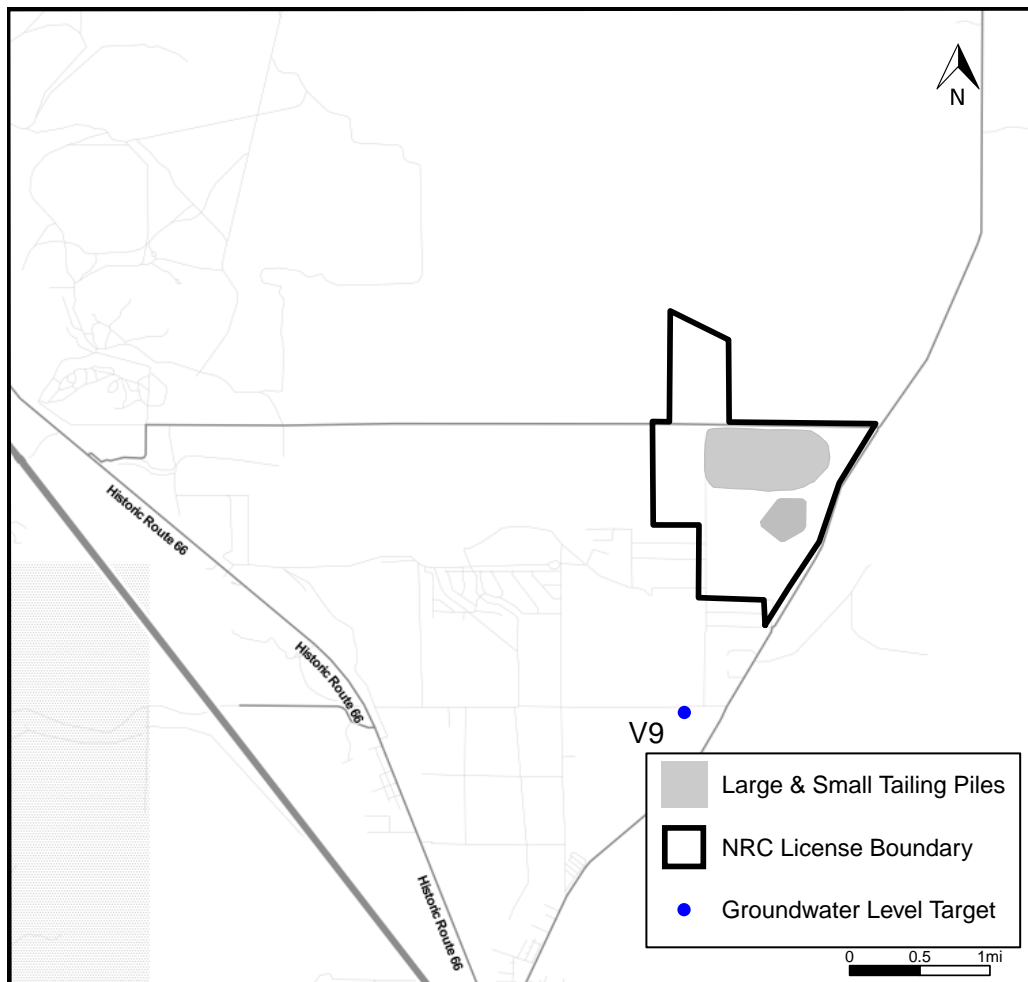 N
Historic Route 66
Historic Route 66
V9
Large & Small Tailing Piles
NRC License Boundary
Historic Route 66
Groundwater Level Target
0 0.5 1mi